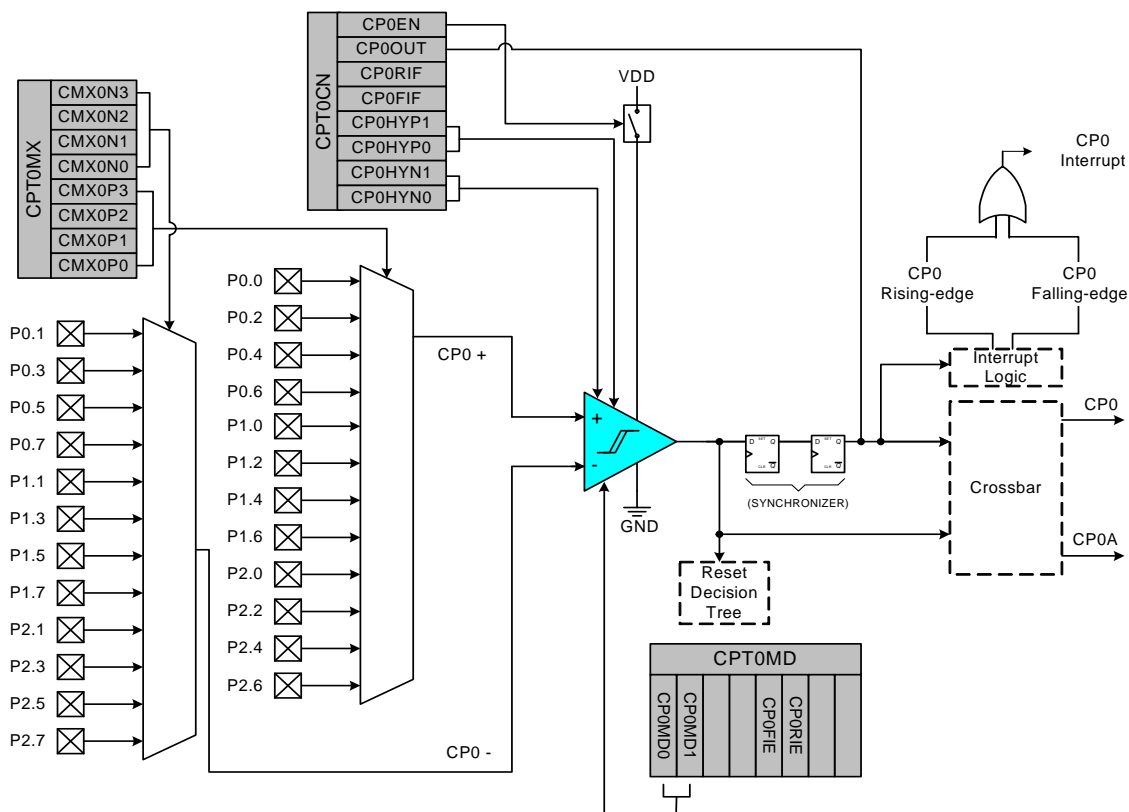 CPT0CN
CP0EN
CP0OUT
CP0RIF
CP0FIF
CP0HYP1
CP0HYP0
CP0HYN1
CP0HYN0
VDD
CPT0MX
CMX0N3
CMX0N2
CMX0N1
CMX0N0
CMX0P3
CMX0P2
CMX0P1
CMX0P0
CP0
Interrupt
CP0
Rising-edge
CP0
Falling-edge
Interrupt
Logic
P0.0
P0.2
P0.4
P0.6
P1.0
P1.2
P1.4
P1.6
P2.0
P2.2
P2.4
P2.6
P0.1
P0.3
P0.5
P0.7
P1.1
P1.3
P1.5
P1.7
P2.1
P2.3
P2.5
P2.7
CP0 +
CP0 -
+
-
GND
D SET Q
CLR Q
D SET Q
CLR Q
(SYNCHRONIZER)
Crossbar
CP0
CP0A
Reset
Decision
Tree
CPT0MD
CP0MD0
CP0MD1
CP0FIE
CP0RIE